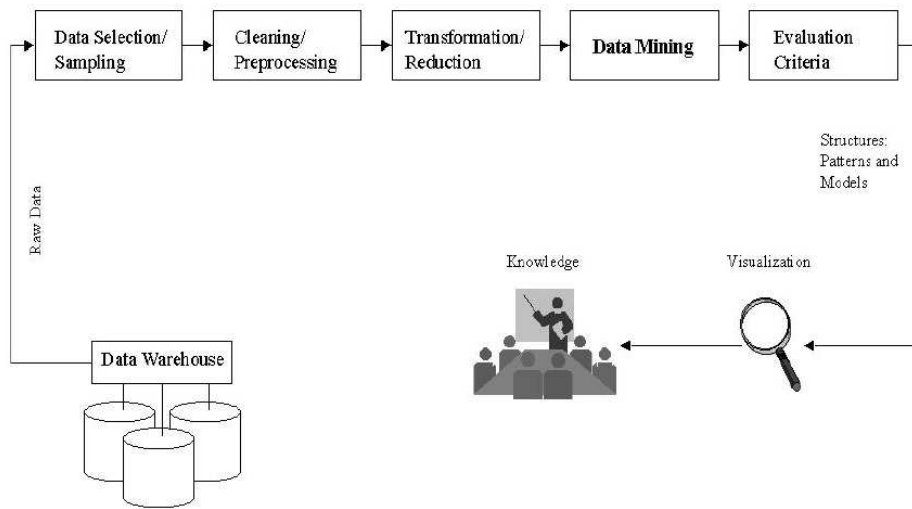 Data Selection/
Sampling
Cleaning/
Preprocessing
Transformation/
Reduction
Data Mining
Evaluation
Criteria
Structures:
Patterns and
Models
Raw Data
Knowledge
Visualization
Data Warehouse